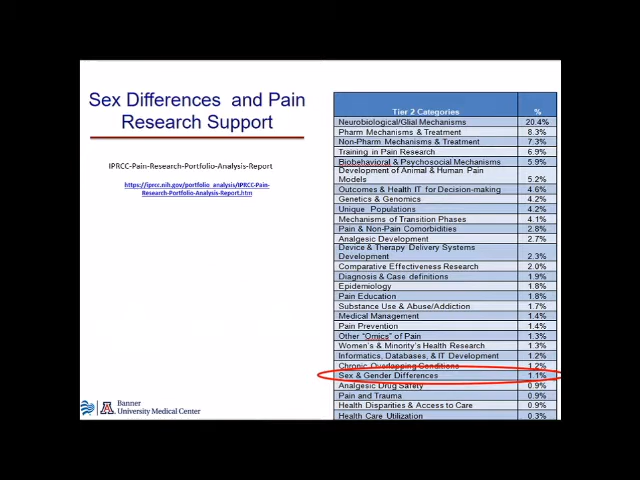 Sex Differences and Pain
Research Support
IPRCC-Pain-Research-Portfolio-Analysis-Report
https://iprcc.nih.gov/portfolio_analysis/IPRCC-Pain-
Research-Portfolio-Analysis-Report.htm
Tier 2 Categories %
Neurobiological/Glial Mechanisms 20.4%
Pharm Mechanisms & Treatment 8.3%
Non-Pharm Mechanisms & Treatment 7.3%
Training in Pain Research 6.9%
Biobehavioral & Psychosocial Mechanisms 5.9%
Development of Animal & Human Pain
Models 5.2%
Outcomes & Health IT for Decision-making 4.6%
Genetics & Genomics 4.2%
Unique Populations 4.2%
Mechanisms of Transition Phases 4.1%
Pain & Non-Pain Comorbidities 2.8%
Analgesic Development 2.7%
Device & Therapy Delivery Systems
Development 2.3%
Comparative Effectiveness Research 2.0%
Diagnosis & Case definitions 1.9%
Epidemiology 1.8%
Pain Education 1.8%
Substance Use & Abuse/Addiction 1.7%
Medical Management 1.4%
Pain Prevention 1.4%
Other "Omics" of Pain 1.3%
Women's & Minority's Health Research 1.3%
Informatics, Databases, & IT Development 1.2%
Chronic Overlapping Conditions 1.2%
Sex & Gender Differences 1.1%
Analgesic Drug Safety 0.9%
Pain and Trauma 0.9%
Health Disparities & Access to Care 0.9%
Health Care Utilization 0.3%
A Banner
University Medical Center